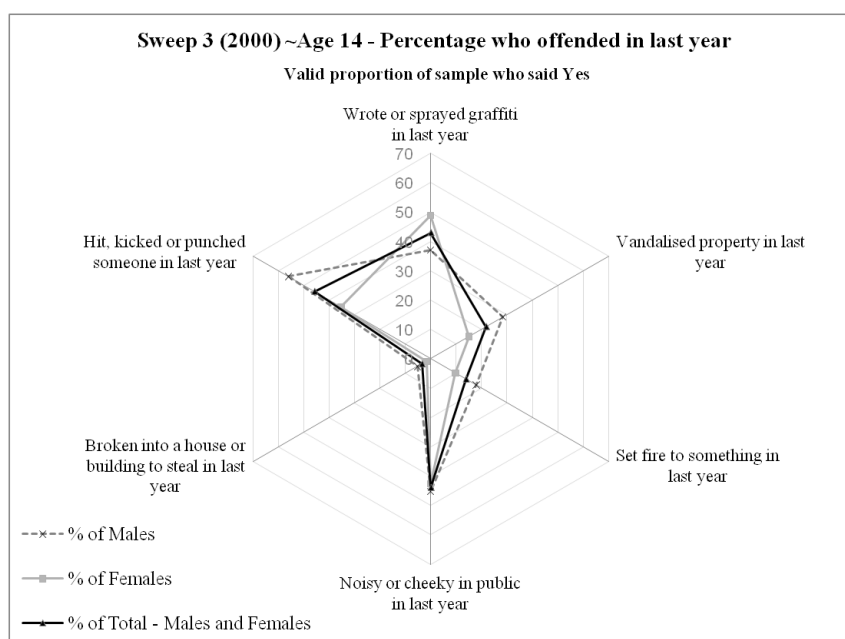 Sweep 3 (2000) ~Age 14 - Percentage who offended in last year
Valid proportion of sample who said Yes
Wrote or sprayed graffiti
in last year
70
60
50
40
30
20
10
0
Vandalised property in last
year
Set fire to something in
last year
Noisy or cheeky in public
in last year
Broken into a house or
building to steal in last
year
Hit, kicked or punched
someone in last year
% of Males
% of Females
% of Total - Males and Females